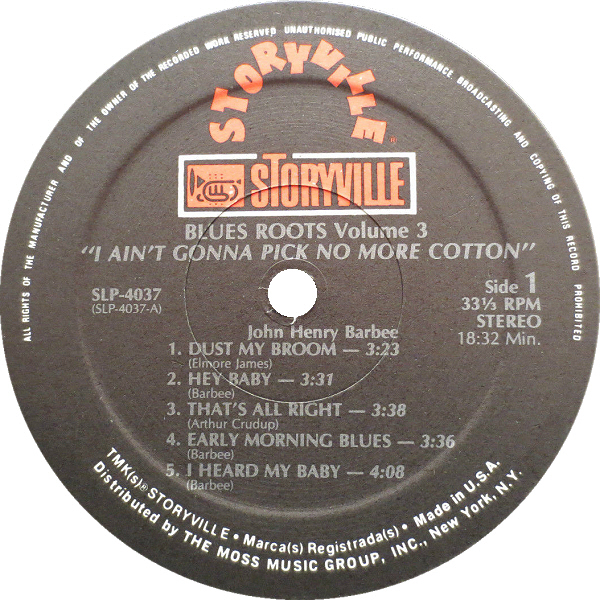 ALL RIGHTS OF THE MANUFACTURER AND OF THE OWNER OF THE RECORDED WORK RESERVED UNAUTHORISED PUBLIC PERFORMANCE BROADCASTING AND COPYING OF THIS RECORD PROHIBITED
STORYVILLE®
STORYVILLE
BLUES ROOTS Volume 3
"I AIN'T GONNA PICK NO MORE COTTON"
SLP-4037
(SLP-4037-A)
Side 1
33⅓ RPM
STEREO
18:32 Min.
John Henry Barbee
1. DUST MY BROOM — 3:23
(Elmore James)
2. HEY BABY — 3:31
(Barbee)
3. THAT'S ALL RIGHT — 3:38
(Arthur Crudup)
4. EARLY MORNING BLUES — 3:36
(Barbee)
5. I HEARD MY BABY — 4:08
(Barbee)
TMK(s)® STORYVILLE • Marca(s) Registrada(s) • Made in U.S.A.
Distributed by THE MOSS MUSIC GROUP, INC., New York, N.Y.